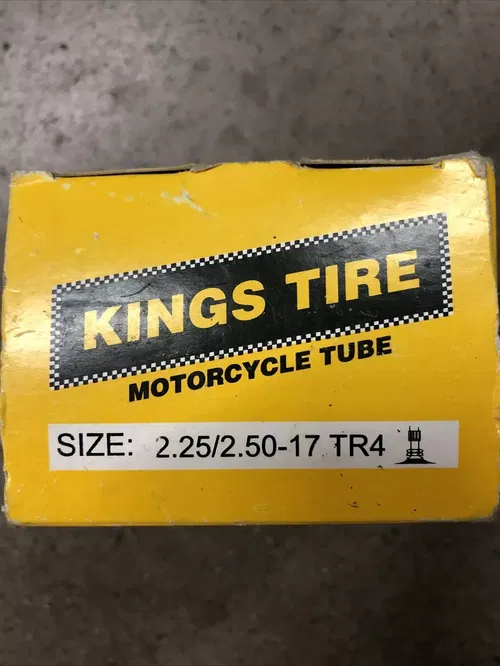 KINGS TIRE
MOTORCYCLE TUBE
SIZE: 2.25/2.50-17 TR4